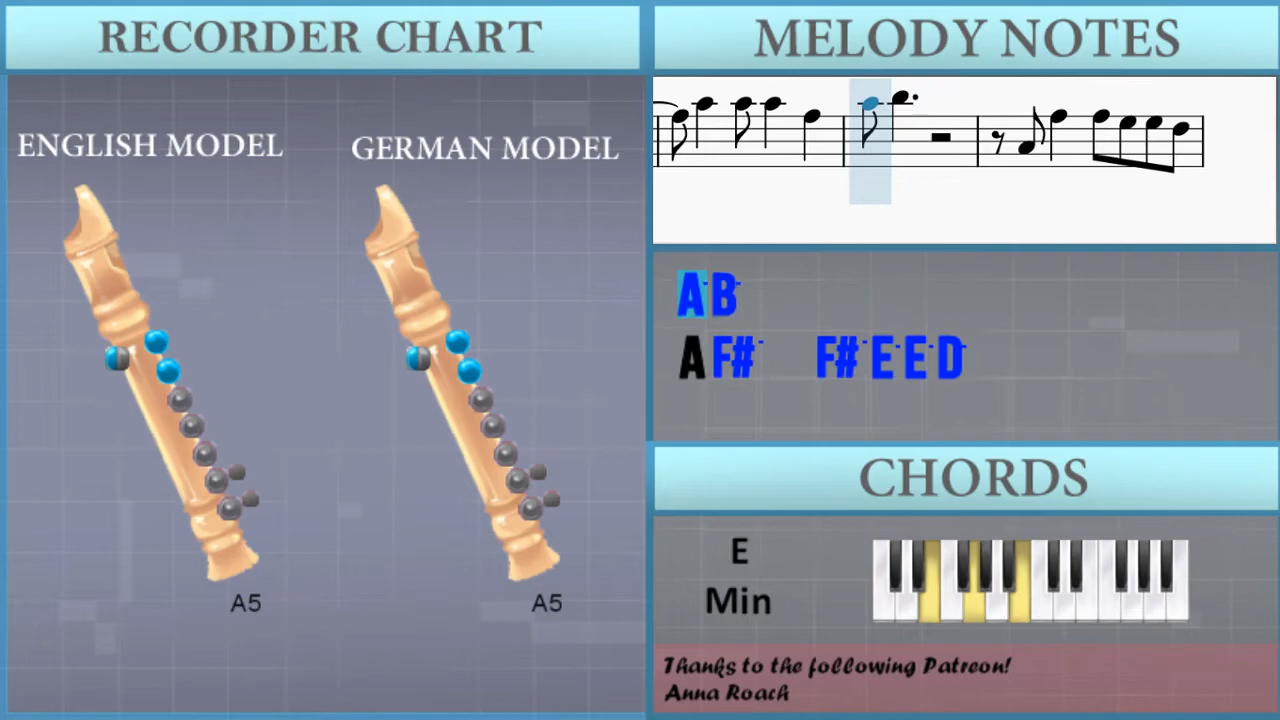 RECORDER CHART
ENGLISH MODEL
GERMAN MODEL
A5
A5
MELODY NOTES
A B
A F# F# E E D
CHORDS
E
Min
Thanks to the following Patreon!
Anna Roach